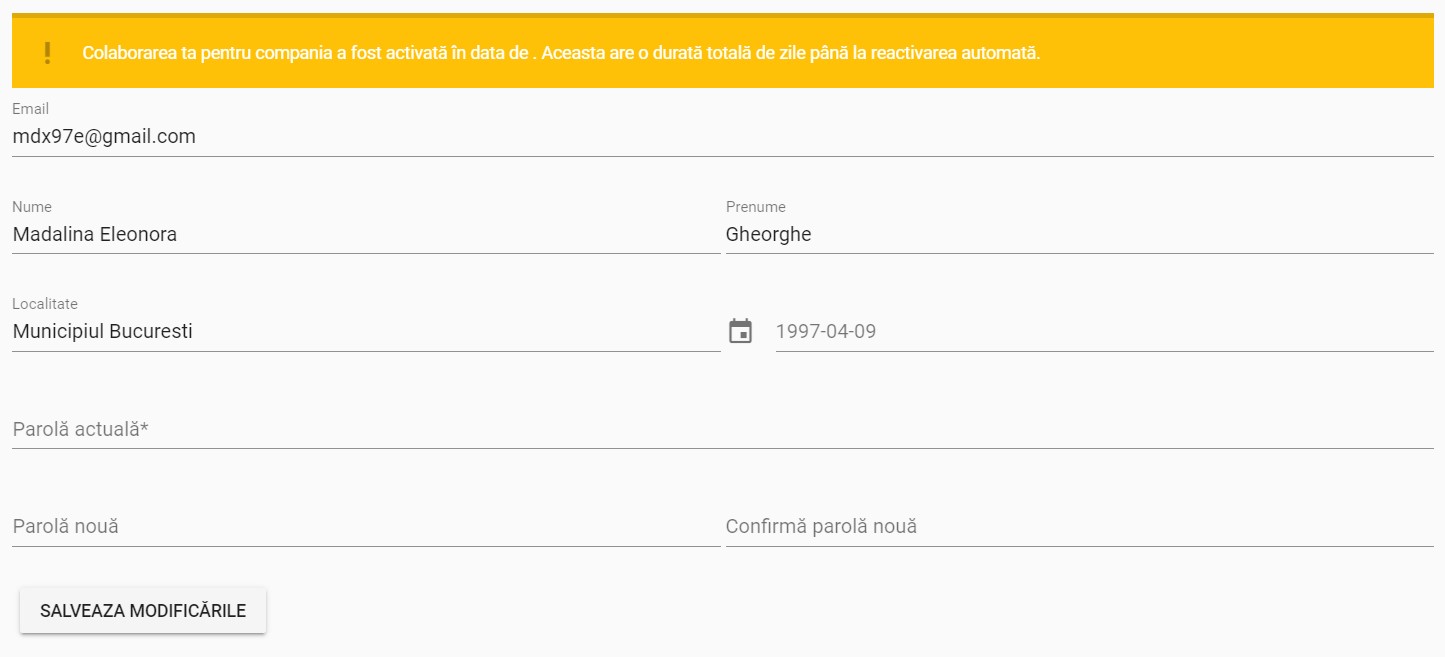 Colaborarea ta pentru compania a fost activată în data de . Aceasta are o durată totală de zile până la reactivarea automată.
Email
mdx97e@gmail.com
Nume
Prenume
Madalina Eleonora
Gheorghe
Localitate
Municipiul Bucuresti
1997-04-09
Parolă actuală*
Parolă nouă
Confirmă parolă nouă
SALVEAZA MODIFICĂRILE